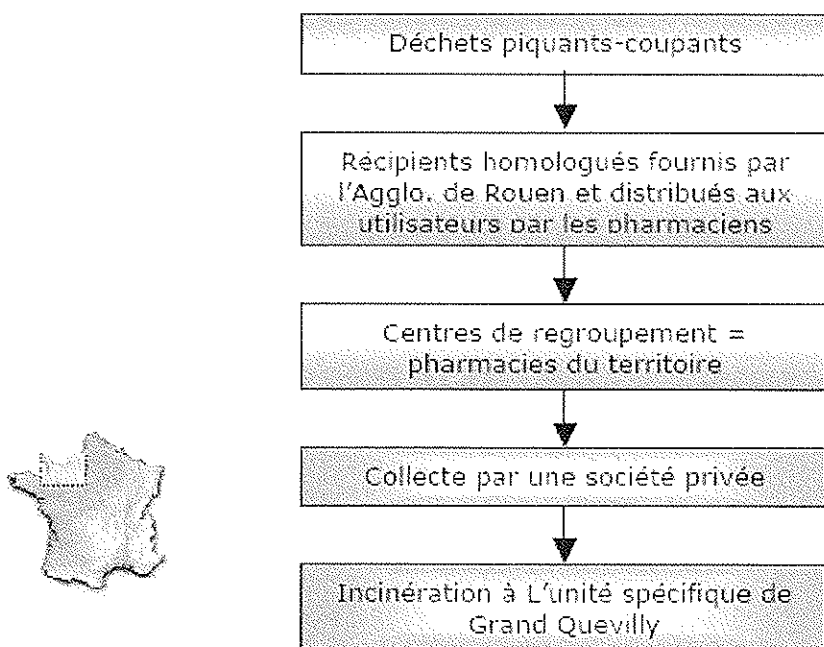 Déchets piquants-coupants
Récipients homologués fournis par
l'Agglo. de Rouen et distribués aux
utilisateurs par les pharmaciens
Centres de regroupement =
pharmacies du territoire
Collecte par une société privée
Incinération à L'unité spécifique de
Grand Quevilly